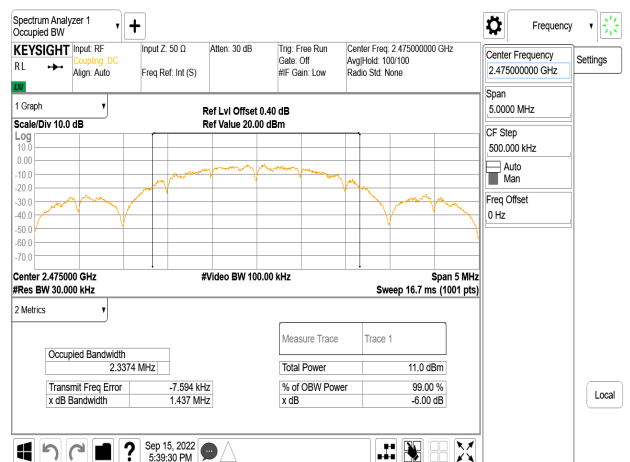 Spectrum Analyzer 1
Occupied BW
Frequency
KEYSIGHT
Input: RF
Input Z: 50 Ω
Atten: 30 dB
Trig: Free Run
Center Freq: 2.475000000 GHz
R L
Coupling: DC
Gate: Off
Avg|Hold: 100/100
Align: Auto
Freq Ref: Int (S)
#IF Gain: Low
Radio Std: None
LNI
Center Frequency
2.475000000 GHz
Settings
Span
5.0000 MHz
CF Step
500.000 kHz
Auto
Man
Freq Offset
0 Hz
Local
1 Graph
Ref Lvl Offset 0.40 dB
Scale/Div 10.0 dB
Ref Value 20.00 dBm
Log
10.0
0.00
-10.0
-20.0
-30.0
-40.0
-50.0
-60.0
-70.0
Center 2.475000 GHz
#Video BW 100.00 kHz
Span 5 MHz
#Res BW 30.000 kHz
Sweep 16.7 ms (1001 pts)
2 Metrics
Measure Trace
Trace 1
Occupied Bandwidth
2.3374 MHz
Total Power
11.0 dBm
Transmit Freq Error
-7.594 kHz
% of OBW Power
99.00 %
x dB Bandwidth
1.437 MHz
x dB
-6.00 dB
?
Sep 15, 2022
5:39:30 PM